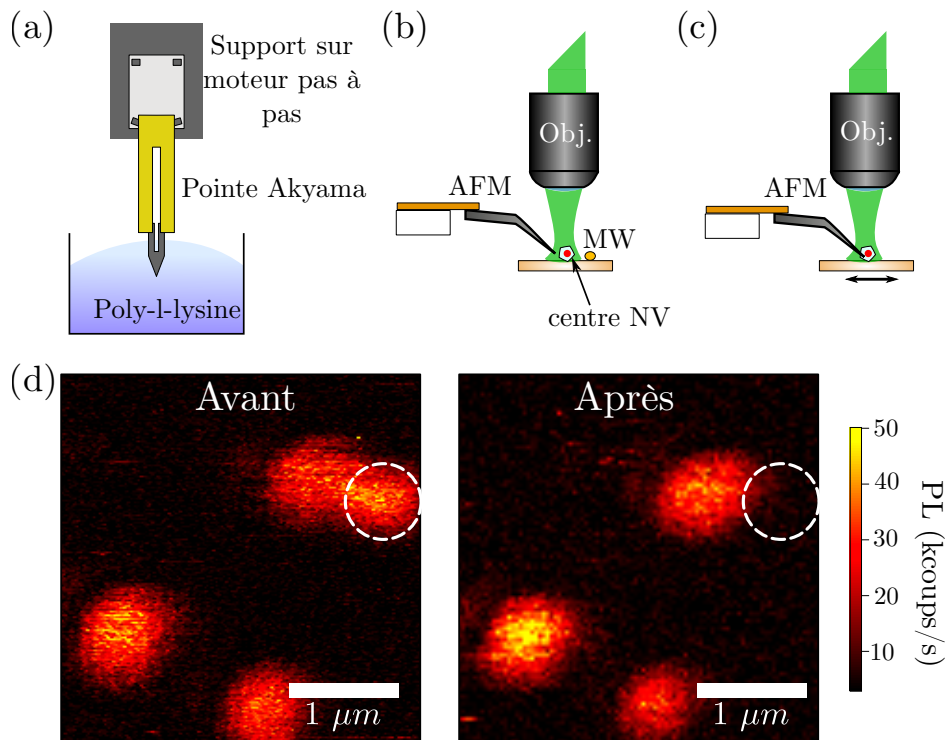 (a)
Support sur
moteur pas à
pas
Pointe Akyama
Poly-l-lysine
(b)
Obj.
AFM
MW
centre NV
(c)
Obj.
AFM
(d)
Avant
1 μm
Après
1 μm
50
40
30
20
10
PL (kcoups/s)